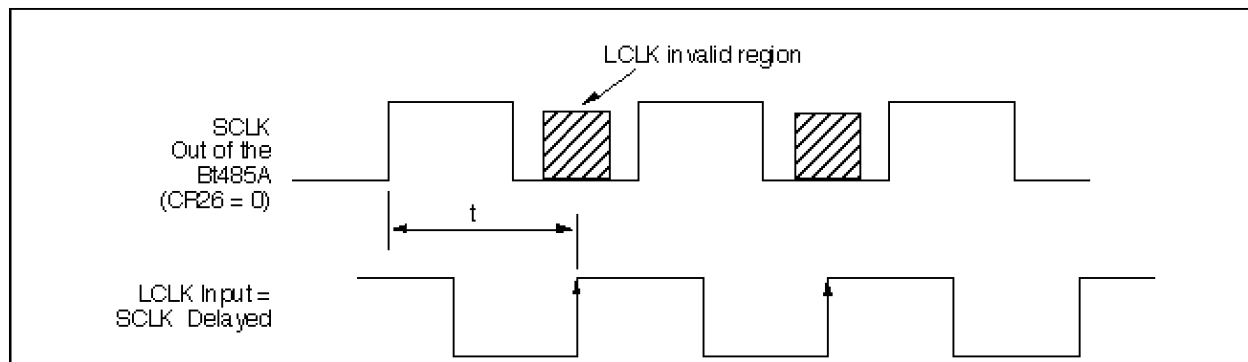 LCLK invalid region
SCLK
Out of the
Bt485A
(CR26 = 0)
t
LCLK Input =
SCLK Delayed